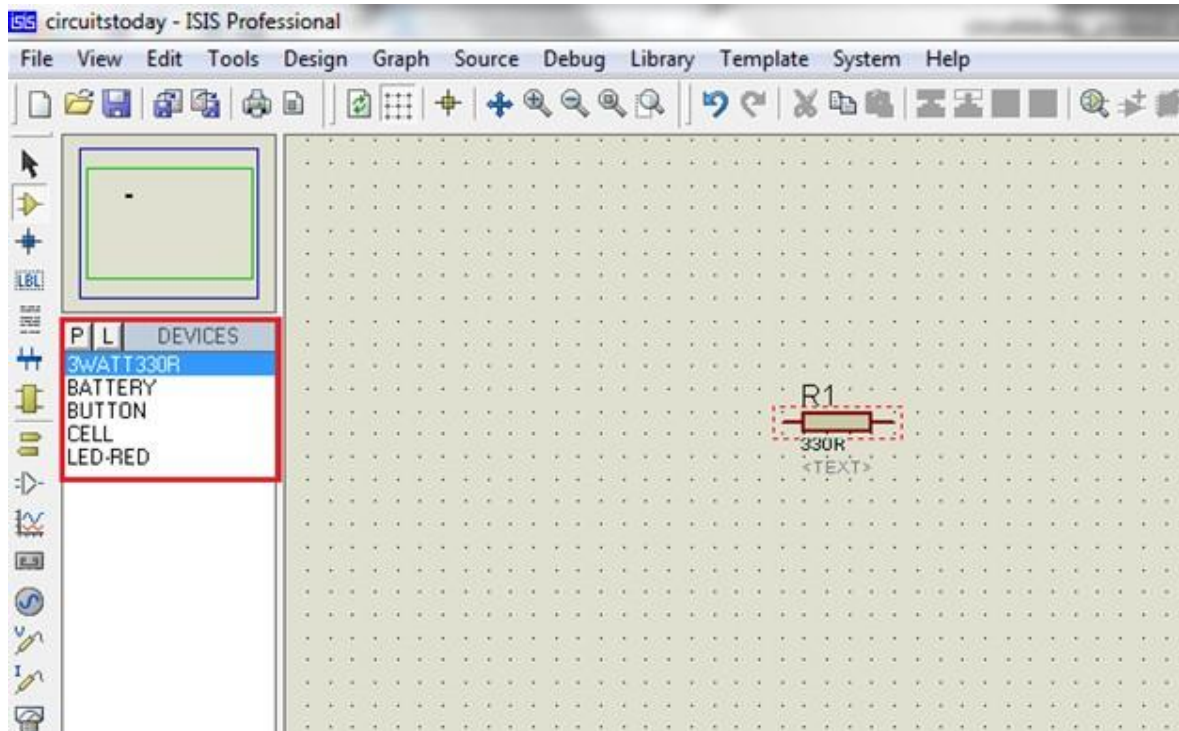 ISIS circuitstoday - ISIS Professional
File View Edit Tools Design Graph Source Debug Library Template System Help
LBL
P L DEVICES
3WATT330R
BATTERY
BUTTON
CELL
LED-RED
R1
330R
<TEXT>
V
I